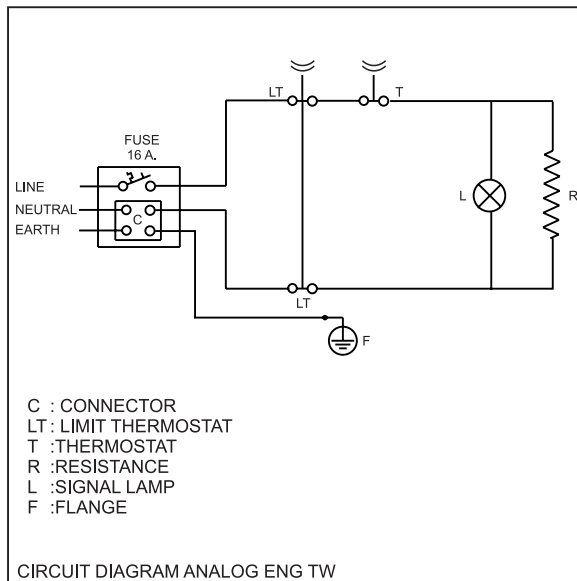 LT
T
FUSE
16 A.
LINE
NEUTRAL
EARTH
C
L
R
LT
F
C : CONNECTOR
LT : LIMIT THERMOSTAT
T :THERMOSTAT
R :RESISTANCE
L :SIGNAL LAMP
F :FLANGE
CIRCUIT DIAGRAM ANALOG ENG TW